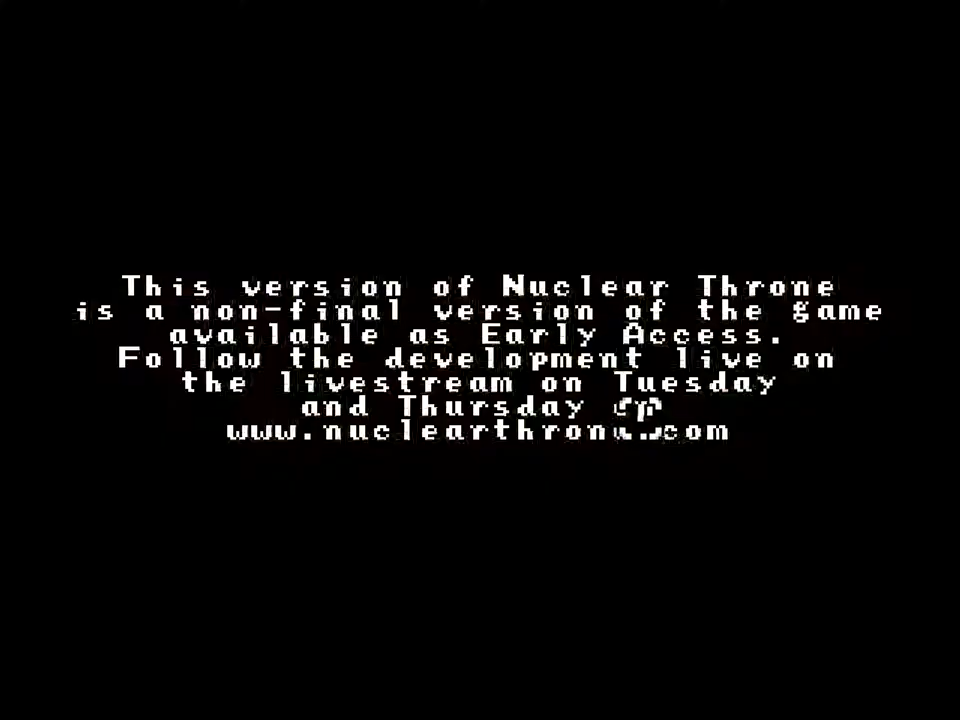 This version of Nuclear Throne
is a non-final version of the game
available as Early Access.
Follow the development live on
the livestream on Tuesday
and Thursday
www.nuclearthrone.com